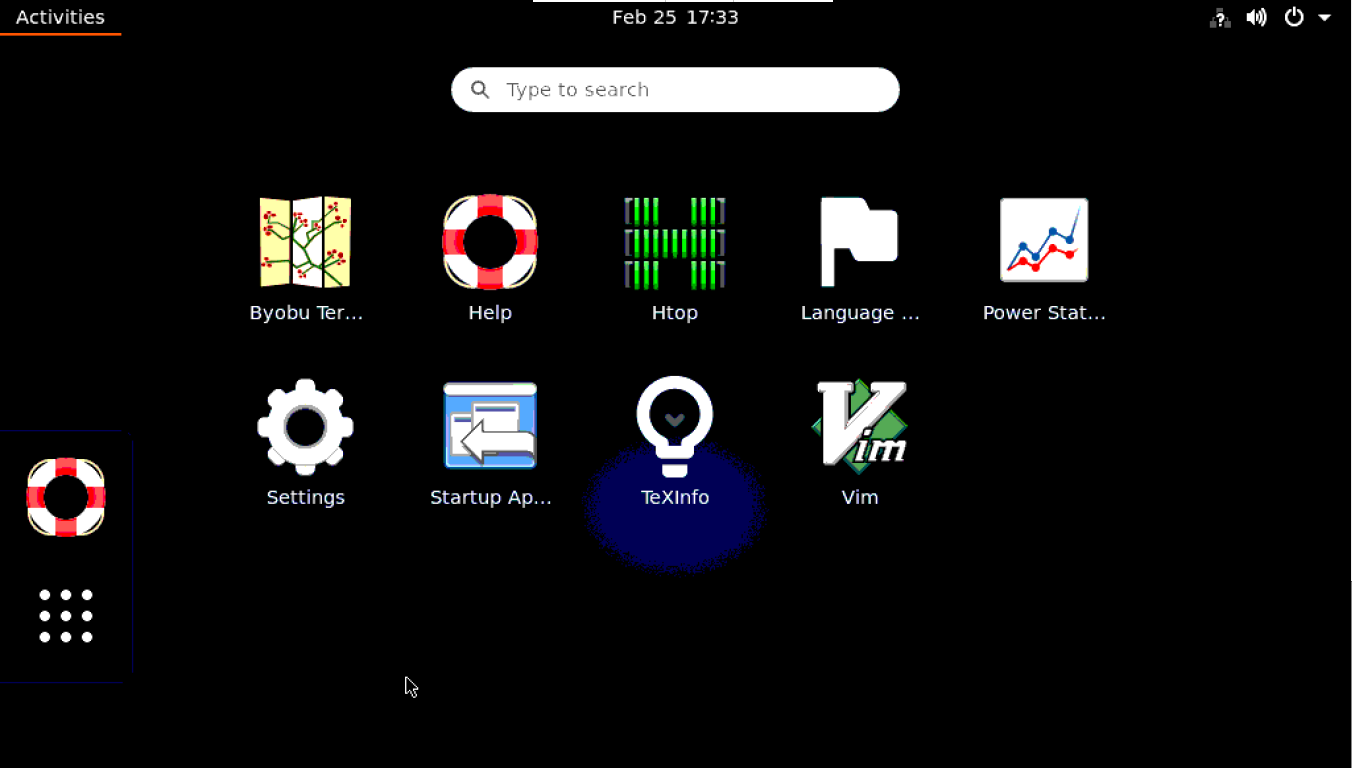 Activities
Feb 25 17:33
Type to search
Byobu Ter...
Help
Htop
Language ...
Power Stat...
Settings
Startup Ap...
TeXInfo
Vim